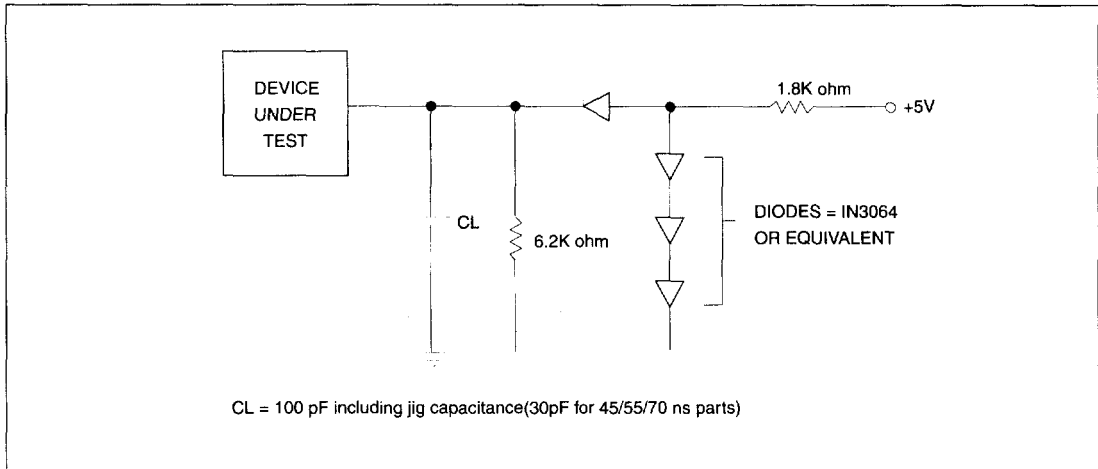 DEVICE
UNDER
TEST
1.8K ohm
+5V
CL
6.2K ohm
DIODES = IN3064
OR EQUIVALENT
CL = 100 pF including jig capacitance(30pF for 45/55/70 ns parts)